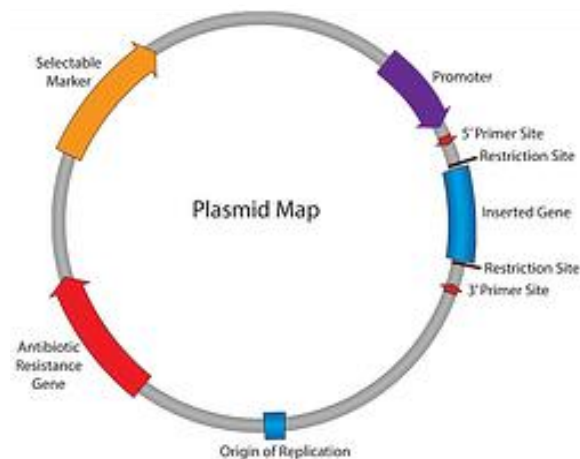 Selectable
Marker
Promoter
5' Primer Site
Restriction Site
Plasmid Map
Inserted Gene
Restriction Site
3' Primer Site
Antibiotic
Resistance
Gene
Origin of Replication